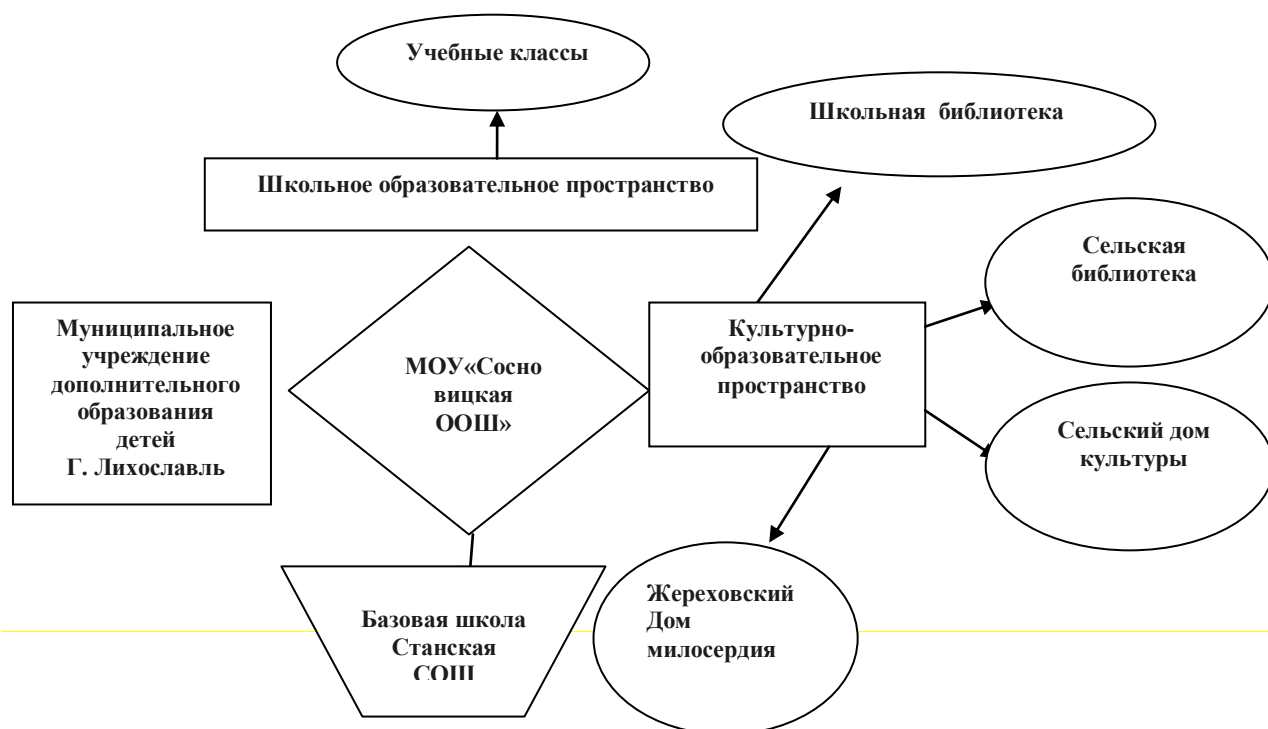 Учебные классы
Школьная библиотека
Школьное образовательное пространство
Сельская
библиотека
Муниципальное
учреждение
дополнительного
образования
детей
Г. Лихославль
МОУ«Сосно
вицкая
ООШ»
Культурно-
образовательное
пространство
Сельский дом
культуры
Базовая школа
Станская
СОШ
Жереховский
Дом
милосердия